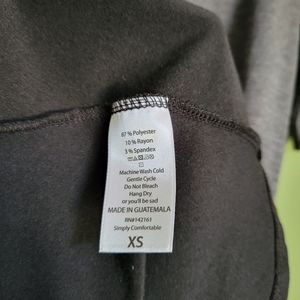 87% Polyester
10% Rayon
3% Spandex
Machine Wash Cold
Gentle Cycle
Do Not Bleach
Hang Dry
or you'll be sad
MADE IN GUATEMALA
RN#142161
Simply Comfortable
XS